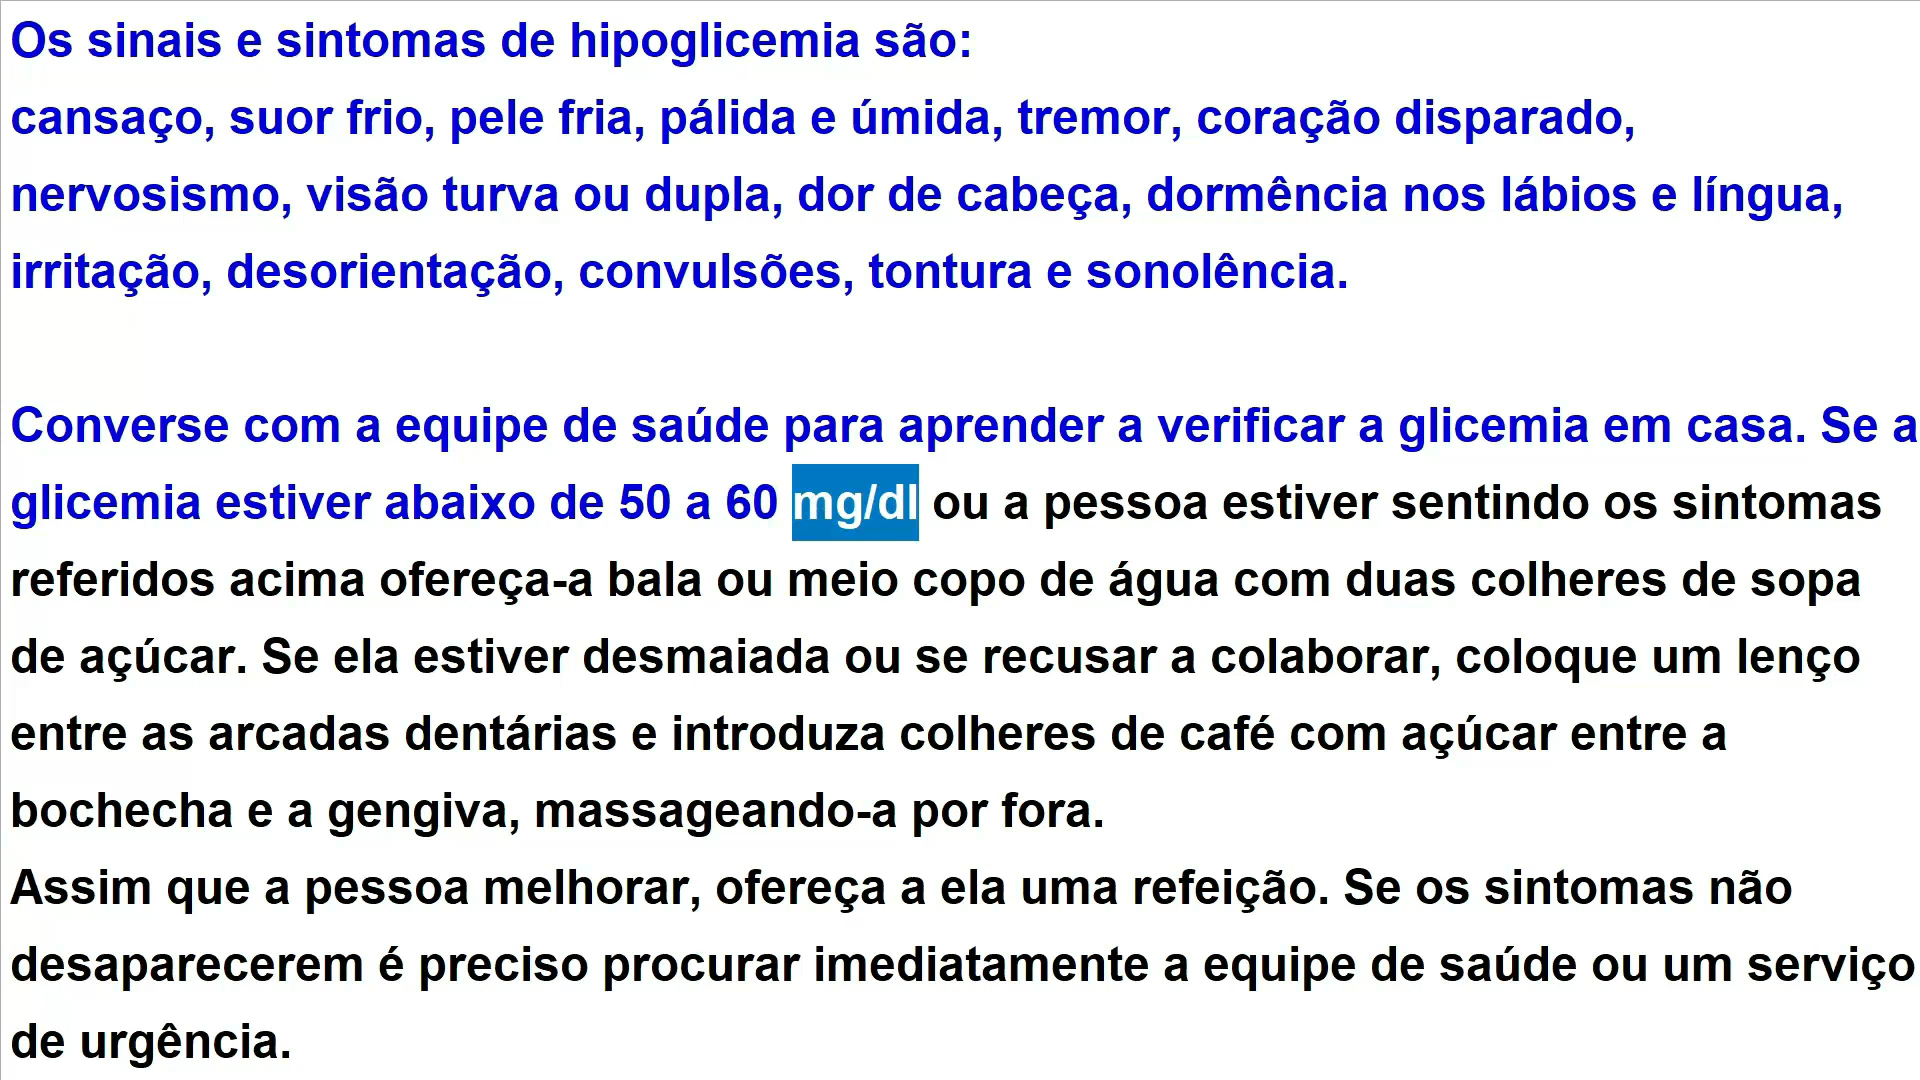 Os sinais e sintomas de hipoglicemia são:
cansaço, suor frio, pele fria, pálida e úmida, tremor, coração disparado,
nervosismo, visão turva ou dupla, dor de cabeça, dormência nos lábios e língua,
irritação, desorientação, convulsões, tontura e sonolência.
Converse com a equipe de saúde para aprender a verificar a glicemia em casa. Se a
glicemia estiver abaixo de 50 a 60 mg/dl ou a pessoa estiver sentindo os sintomas
referidos acima ofereça-a bala ou meio copo de água com duas colheres de sopa
de açúcar. Se ela estiver desmaiada ou se recusar a colaborar, coloque um lenço
entre as arcadas dentárias e introduza colheres de café com açúcar entre a
bochecha e a gengiva, massageando-a por fora.
Assim que a pessoa melhorar, ofereça a ela uma refeição. Se os sintomas não
desaparecerem é preciso procurar imediatamente a equipe de saúde ou um serviço
de urgência.